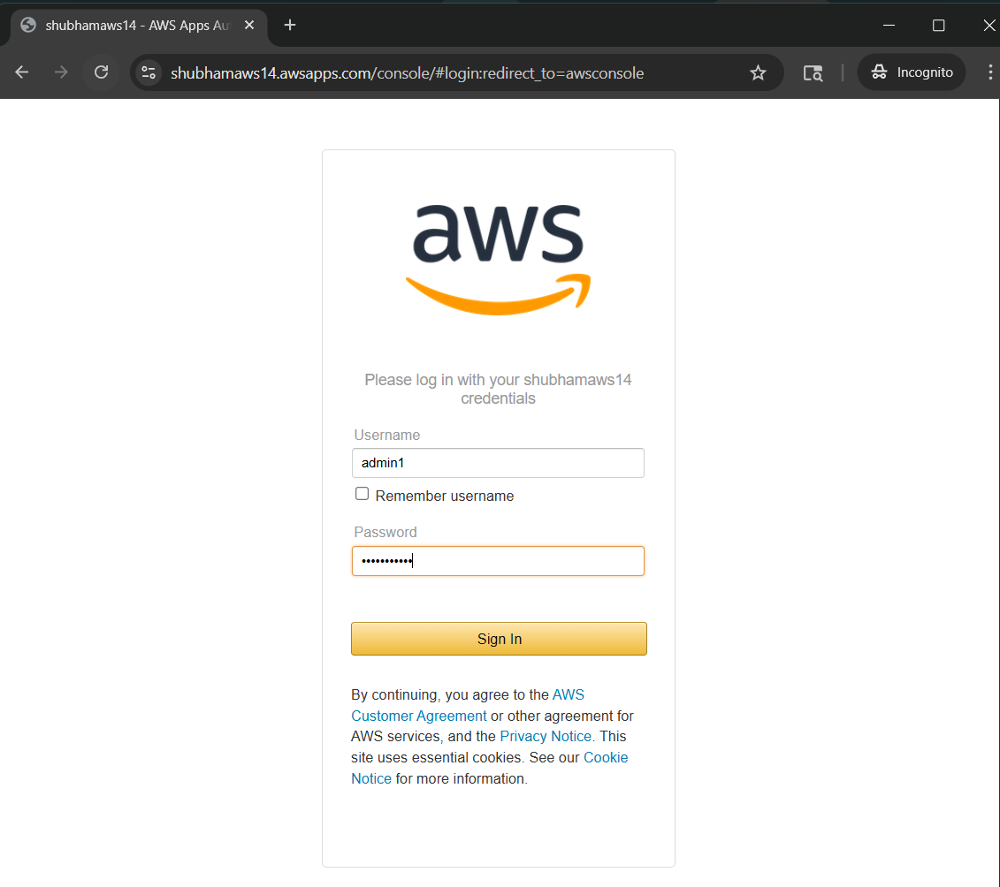 shubhamaws14 - AWS Apps Au
shubhamaws14.awsapps.com/console/#login:redirect_to=awsconsole
Incognito
aws
Please log in with your shubhamaws14
credentials
Username
admin1
Remember username
Password
•••••••••••
Sign In
By continuing, you agree to the AWS
Customer Agreement or other agreement for
AWS services, and the Privacy Notice. This
site uses essential cookies. See our Cookie
Notice for more information.